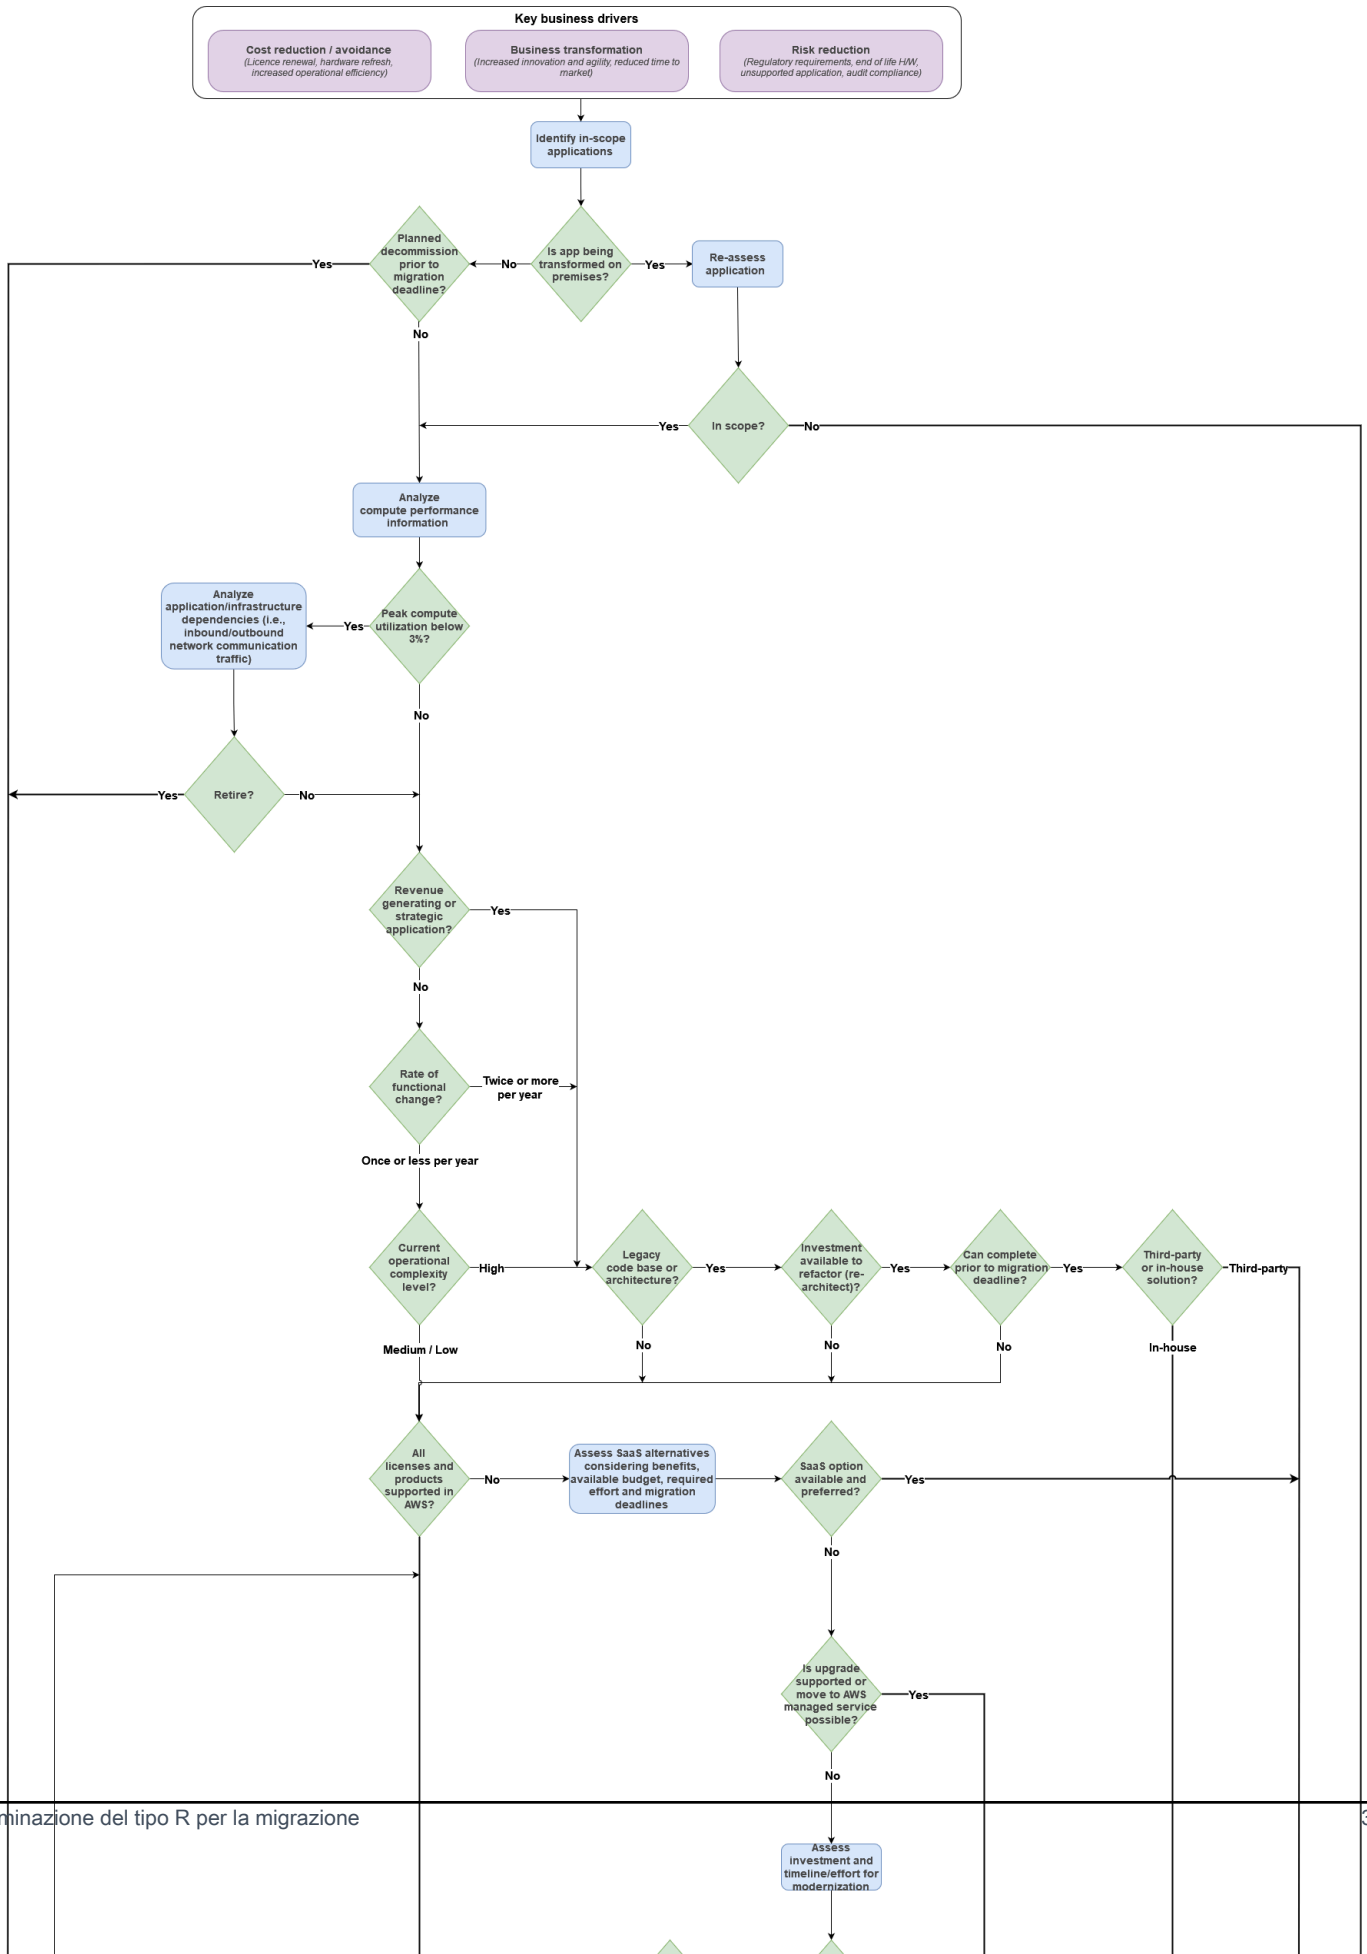 Key business drivers
Cost reduction / avoidance
(Licence renewal, hardware refresh,
increased operational efficiency)
Business transformation
(Increased innovation and agility, reduced time to
market)
Risk reduction
(Regulatory requirements, end of life H/W,
unsupported application, audit compliance)
Identify in-scope
applications
Planned
decommission
prior to
migration
deadline?
Yes
No
Is app being
transformed on
premises?
Yes
Re-assess
application
No
Yes
In scope?
No
Analyze
compute performance
information
Analyze
application/infrastructure
dependencies (i.e.,
inbound/outbound
network communication
traffic)
Yes
Peak compute
utilization below
3%?
No
Yes
Retire?
No
Revenue
generating or
strategic
application?
Yes
No
Rate of
functional
change?
Twice or more
per year
Once or less per year
Current
operational
complexity
level?
High
Legacy
code base or
architecture?
Yes
Investment
available to
refactor (re-
architect)?
Yes
Can complete
prior to migration
deadline?
Yes
Third-party
or in-house
solution?
Third-party
Medium / Low
No
No
No
In-house
All
licenses and
products
supported in
AWS?
No
Assess SaaS alternatives
considering benefits,
available budget, required
effort and migration
deadlines
SaaS option
available and
preferred?
Yes
No
Is upgrade
supported or
move to AWS
managed service
possible?
Yes
No
minazione del tipo R per la migrazione
3
Assess
investment and
timeline/effort for
modernization